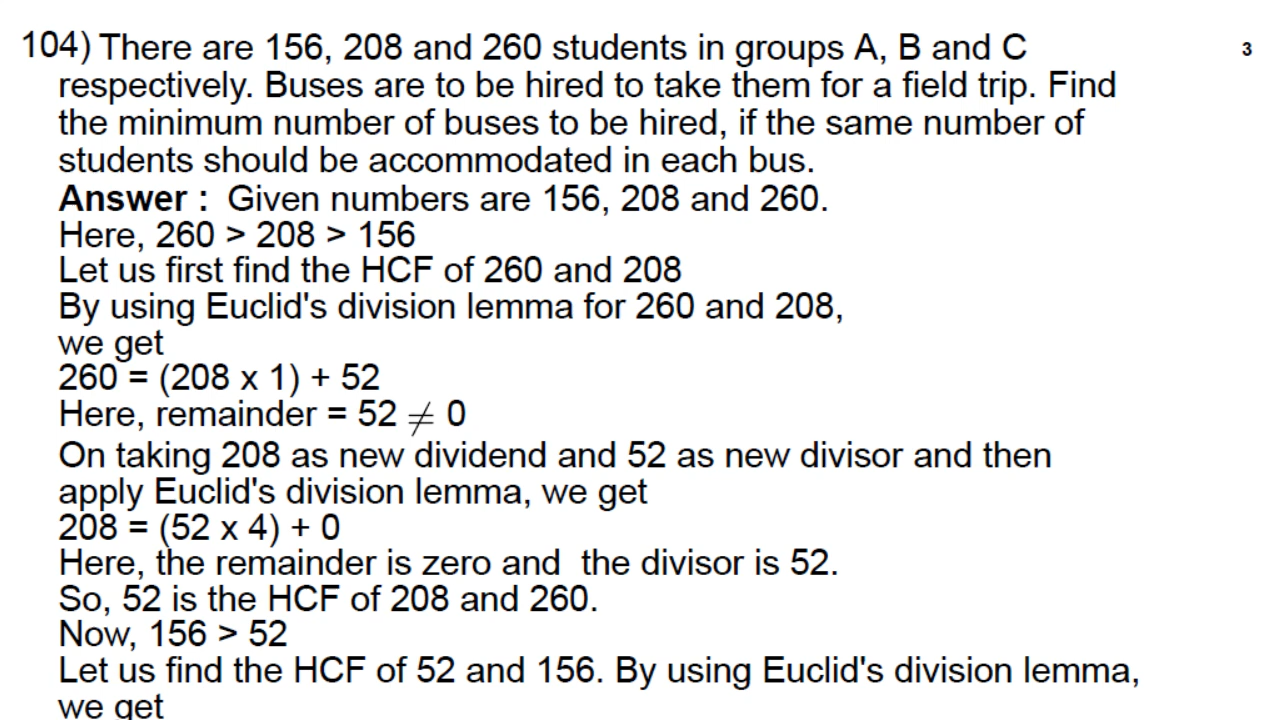 104) There are 156, 208 and 260 students in groups A, B and C 3
respectively. Buses are to be hired to take them for a field trip. Find
the minimum number of buses to be hired, if the same number of
students should be accommodated in each bus.
Answer : Given numbers are 156, 208 and 260.
Here, 260 > 208 > 156
Let us first find the HCF of 260 and 208
By using Euclid's division lemma for 260 and 208,
we get
260 = (208 x 1) + 52
Here, remainder = 52 ≠ 0
On taking 208 as new dividend and 52 as new divisor and then
apply Euclid's division lemma, we get
208 = (52 x 4) + 0
Here, the remainder is zero and the divisor is 52.
So, 52 is the HCF of 208 and 260.
Now, 156 > 52
Let us find the HCF of 52 and 156. By using Euclid's division lemma,
we get